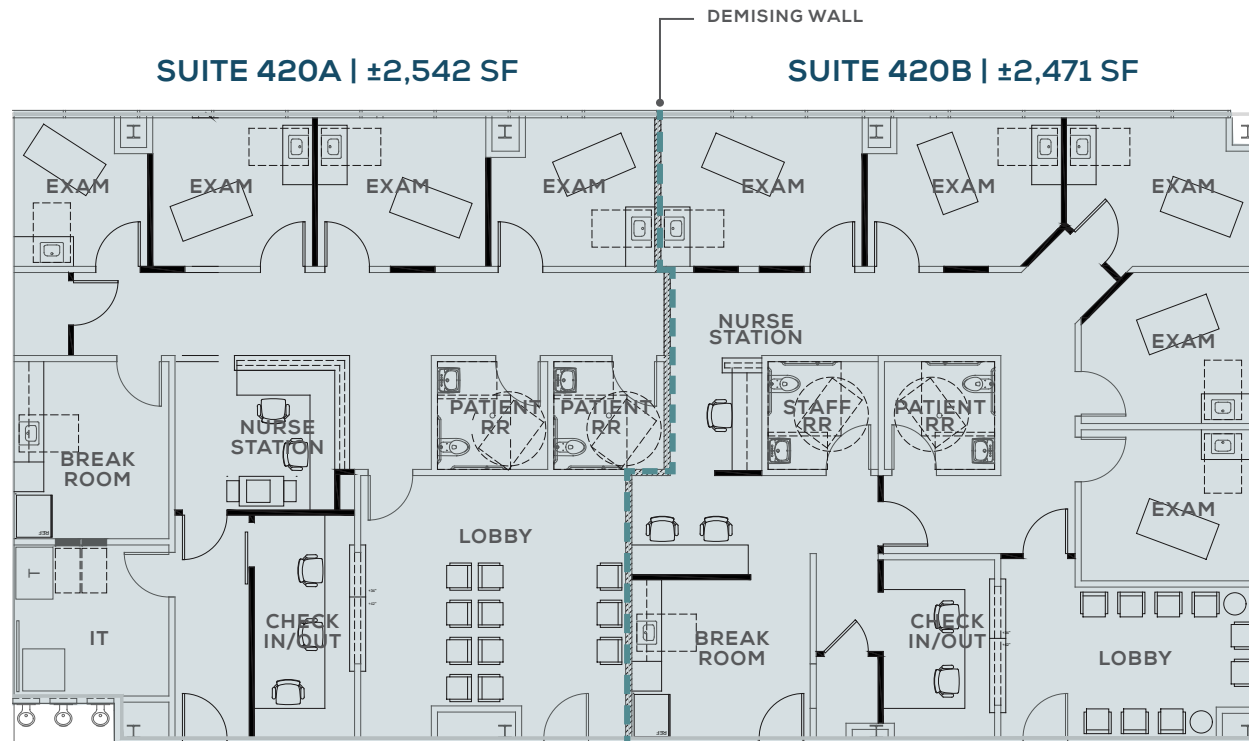 DEMISING WALL
SUITE 420A | ±2,542 SF
SUITE 420B | ±2,471 SF
EXAM
EXAM
EXAM
EXAM
EXAM
EXAM
EXAM
NURSE
STATION
EXAM
PATIENT
RR
PATIENT
RR
STAFF
RR
PATIENT
RR
NURSE
STATION
BREAK
ROOM
EXAM
REF
LOBBY
T
IT
CHECK
IN/OUT
BREAK
ROOM
CHECK
IN/OUT
LOBBY
REF